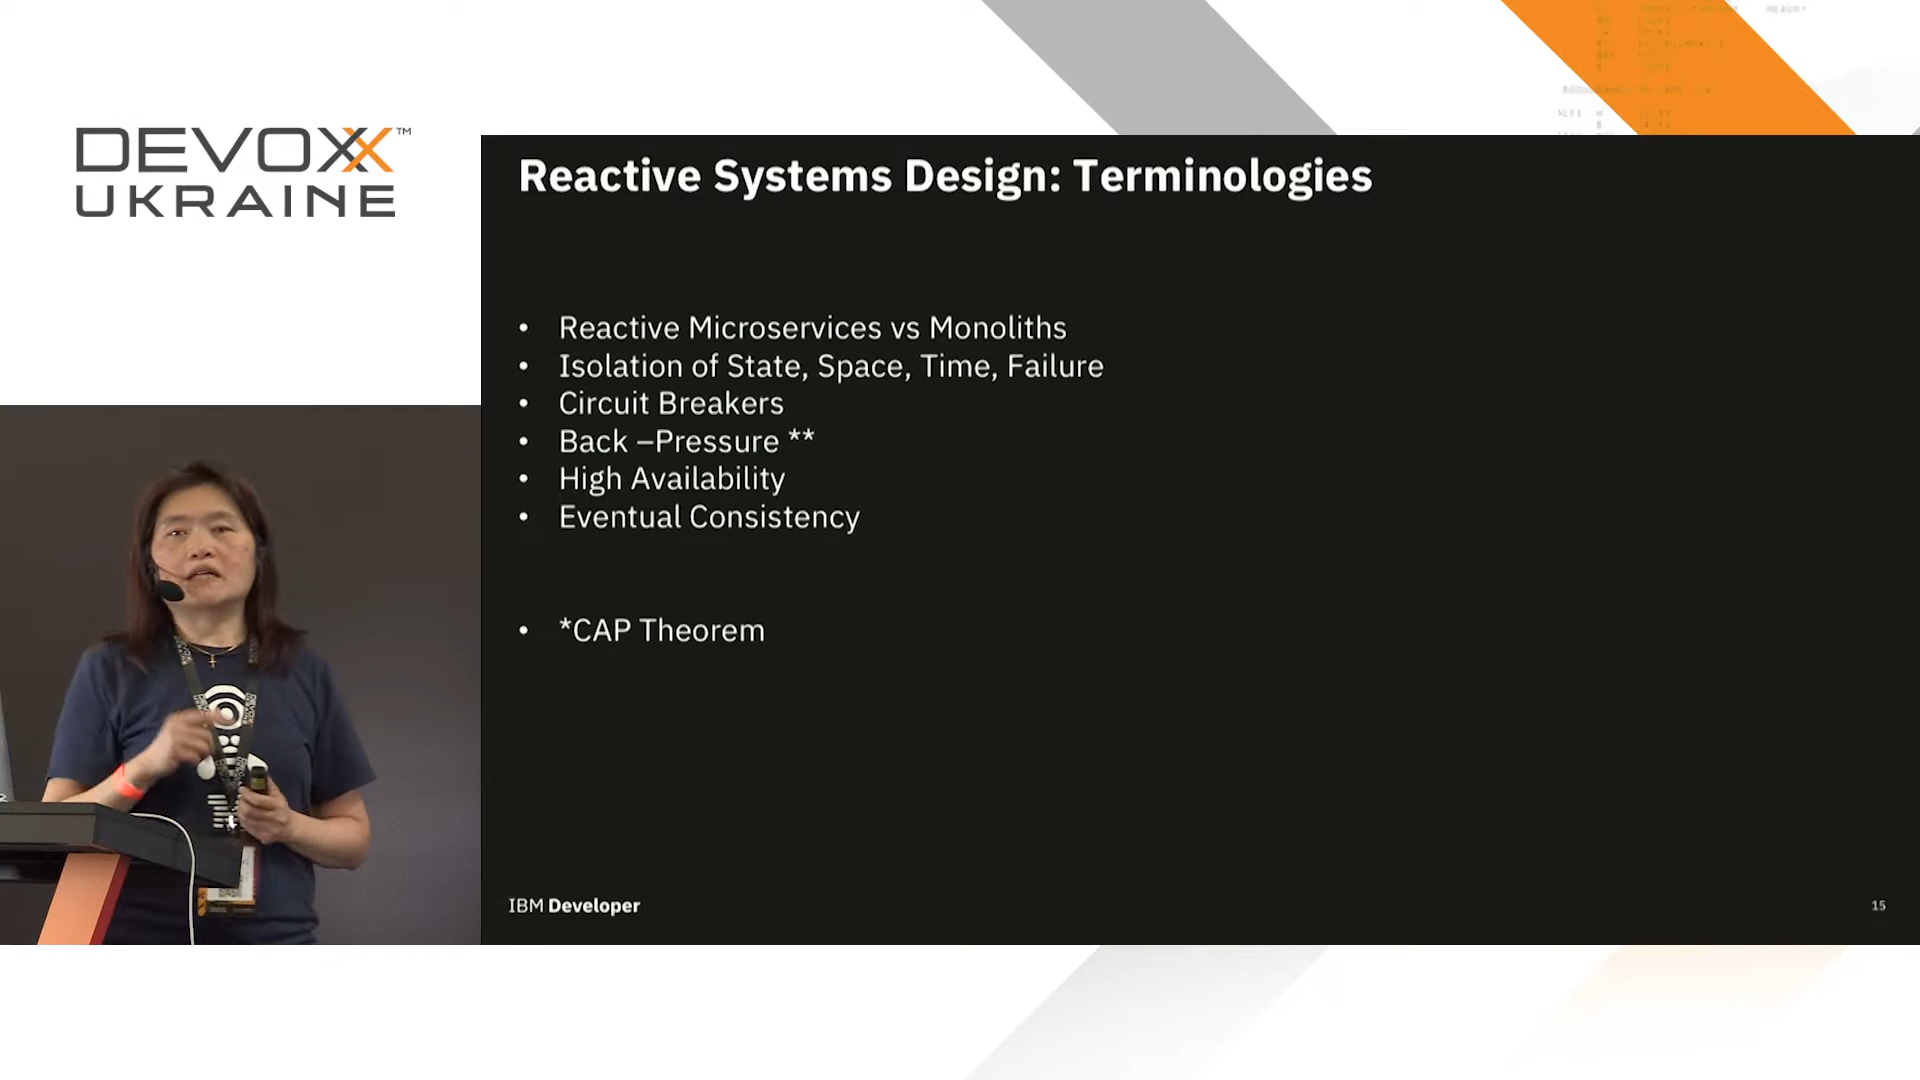 DEVOXX™
UKRAINE
Reactive Systems Design: Terminologies
• Reactive Microservices vs Monoliths
• Isolation of State, Space, Time, Failure
• Circuit Breakers
• Back –Pressure **
• High Availability
• Eventual Consistency
• *CAP Theorem
IBM Developer
15